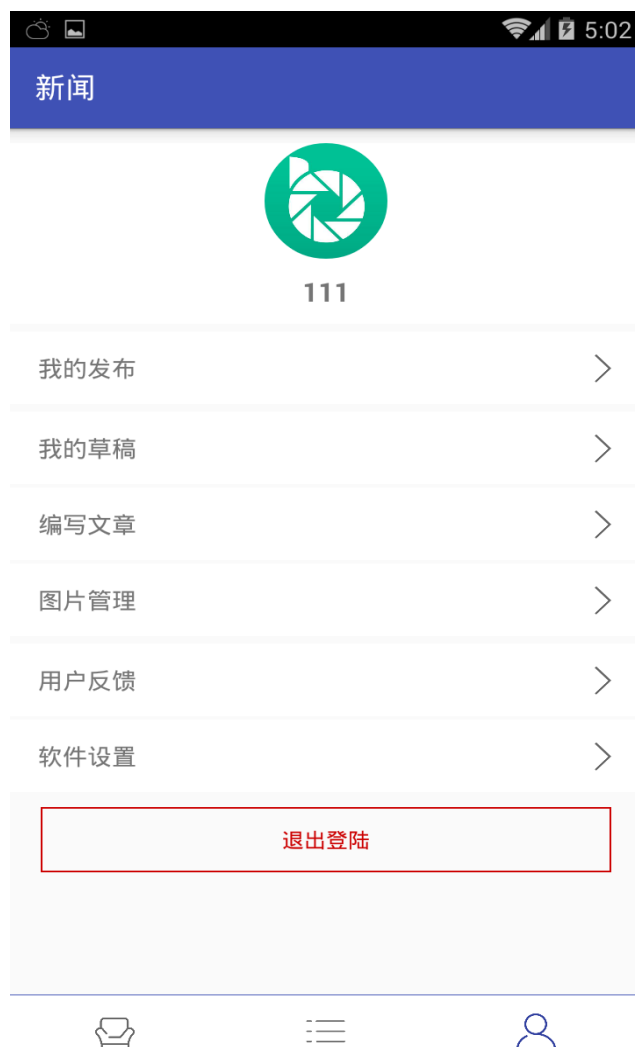 5:02
新闻
111
我的发布
我的草稿
编写文章
图片管理
用户反馈
软件设置
退出登陆